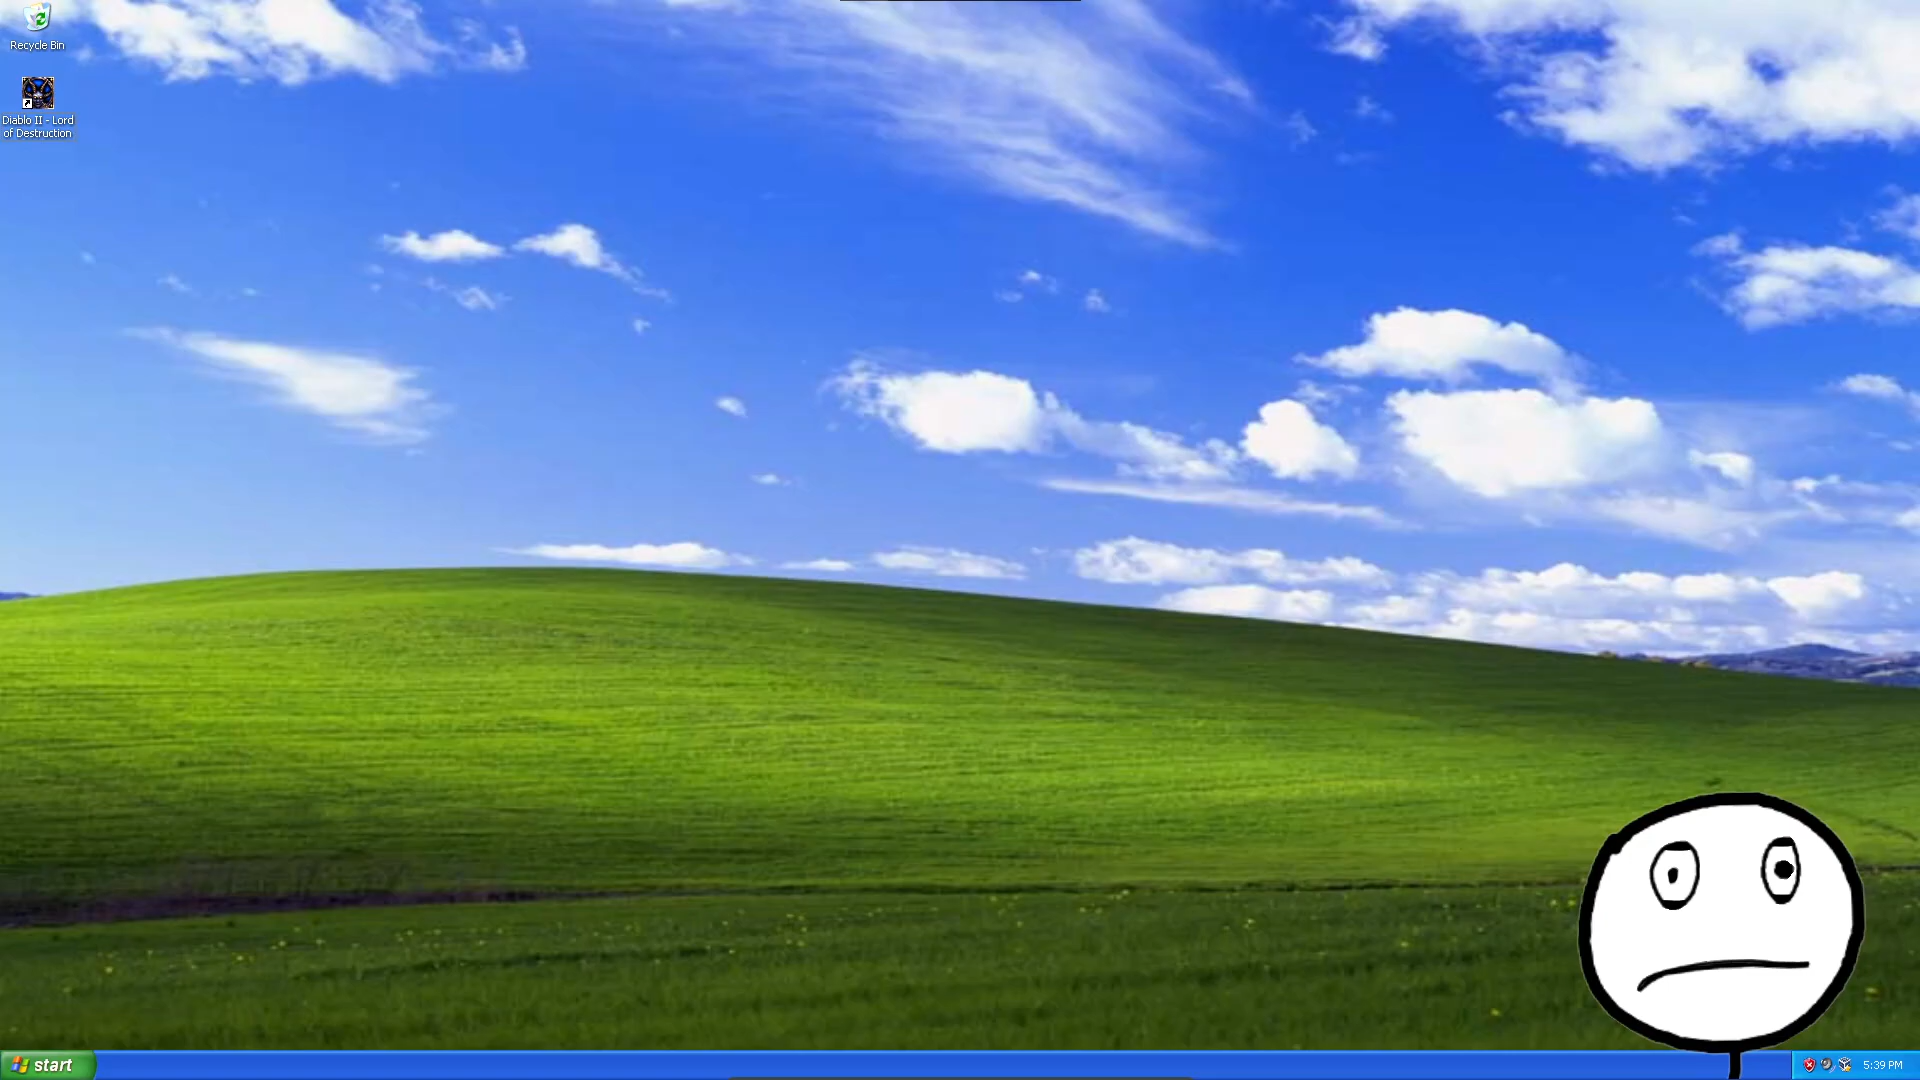 Recycle Bin
Diablo II - Lord
of Destruction
start
5:39 PM